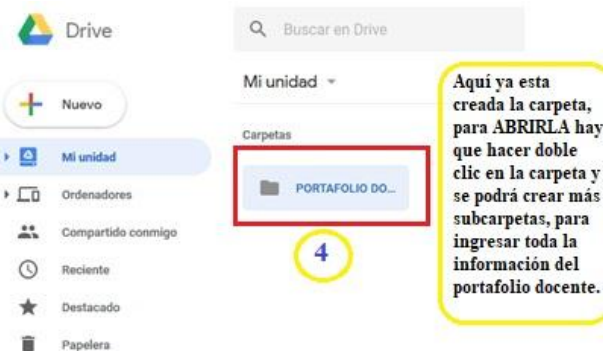 Drive
Buscar en Drive
Nuevo
Mi unidad
Ordenadores
Compartido conmigo
Reciente
Destacado
Papelera
Mi unidad
Carpetas
PORTAFOLIO DO...
4
Aquí ya esta
creada la carpeta,
para ABRIRLA hay
que hacer doble
clic en la carpeta y
se podrá crear más
subcarpetas, para
ingresar toda la
información del
portafolio docente.